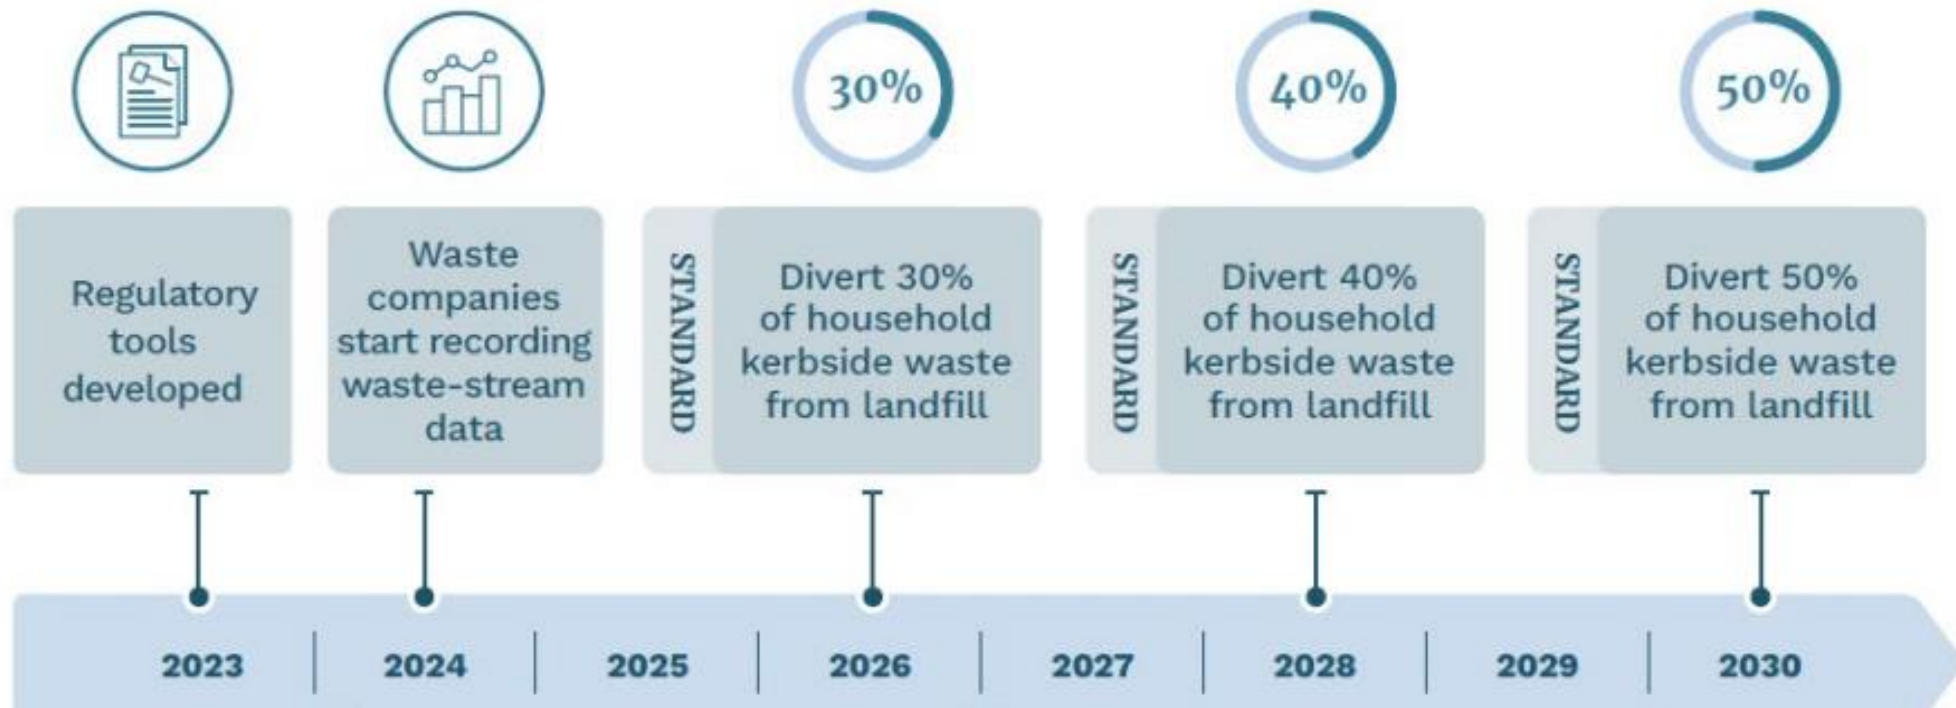 30%
40%
50%
Regulatory
tools
developed
Waste
companies
start recording
waste-stream
data
STANDARD
Divert 30%
of household
kerbside waste
from landfill
STANDARD
Divert 40%
of household
kerbside waste
from landfill
STANDARD
Divert 50%
of household
kerbside waste
from landfill
2023
2024
2025
2026
2027
2028
2029
2030